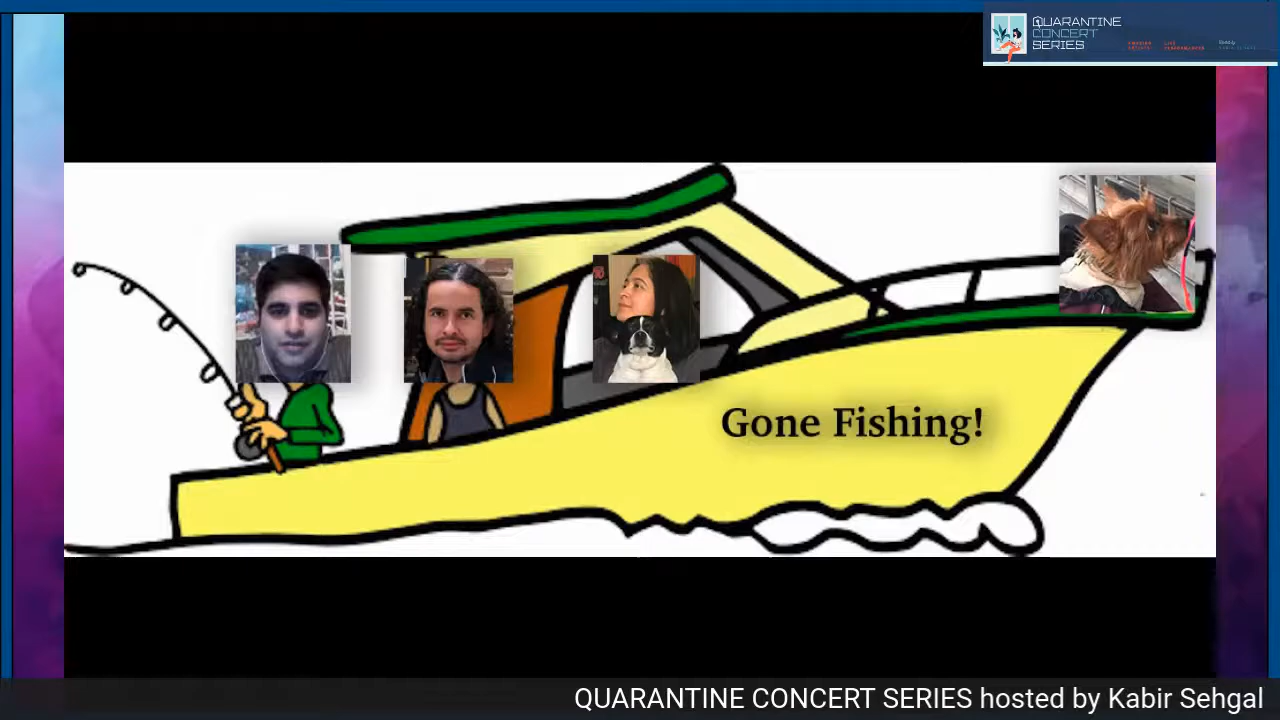 QUARANTINE
CONCERT
SERIES
Gone Fishing!
QUARANTINE CONCERT SERIES hosted by Kabir Sehgal